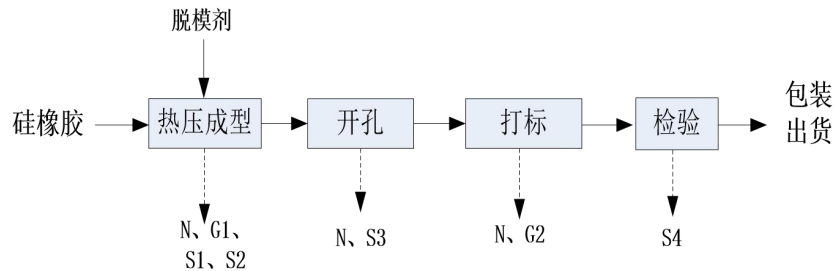 脱模剂
硅橡胶
热压成型
开孔
打标
检验
包装
出货
N、G1、
S1、S2
N、S3
N、G2
S4